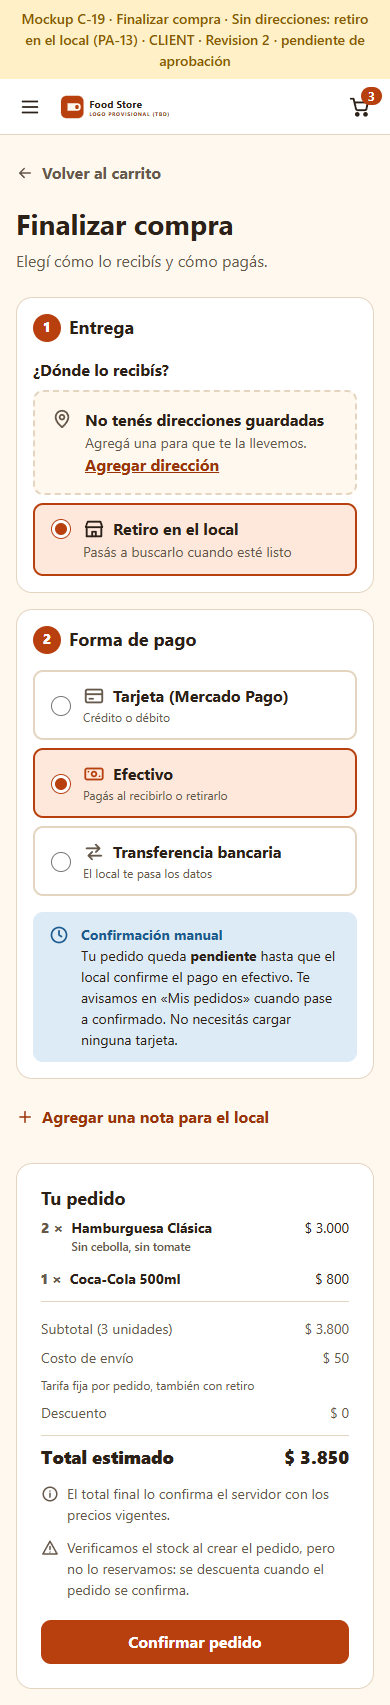 Mockup C-19 · Finalizar compra · Sin direcciones: retiro
en el local (PA-13) · CLIENT · Revision 2 · pendiente de
aprobación
Food Store
LOGO PROVISIONAL (TBD)
3
Volver al carrito
Finalizar compra
Elegí cómo lo recibís y cómo pagás.
1 Entrega
¿Dónde lo recibís?
No tenés direcciones guardadas
Agregá una para que te la llevemos.
Agregar dirección
Retiro en el local
Pasás a buscarlo cuando esté listo
2 Forma de pago
Tarjeta (Mercado Pago)
Crédito o débito
Efectivo
Pagás al recibirlo o retirarlo
Transferencia bancaria
El local te pasa los datos
Confirmación manual
Tu pedido queda pendiente hasta que el
local confirme el pago en efectivo. Te
avisamos en «Mis pedidos» cuando pase
a confirmado. No necesitás cargar
ninguna tarjeta.
Agregar una nota para el local
Tu pedido
2 × Hamburguesa Clásica $ 3.000
Sin cebolla, sin tomate
1 × Coca-Cola 500ml $ 800
Subtotal (3 unidades) $ 3.800
Costo de envío $ 50
Tarifa fija por pedido, también con retiro
Descuento $ 0
Total estimado $ 3.850
El total final lo confirma el servidor con los
precios vigentes.
Verificamos el stock al crear el pedido, pero
no lo reservamos: se descuenta cuando el
pedido se confirma.
Confirmar pedido